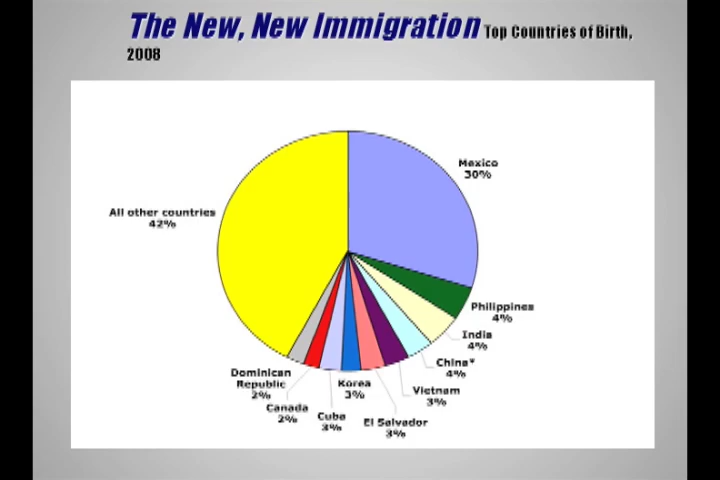 The New, New Immigration Top Countries of Birth,
2008
Mexico
30%
All other countries
42%
Philippines
4%
India
4%
China*
4%
Vietnam
3%
El Salvador
3%
Korea
3%
Cuba
3%
Canada
2%
Dominican
Republic
2%